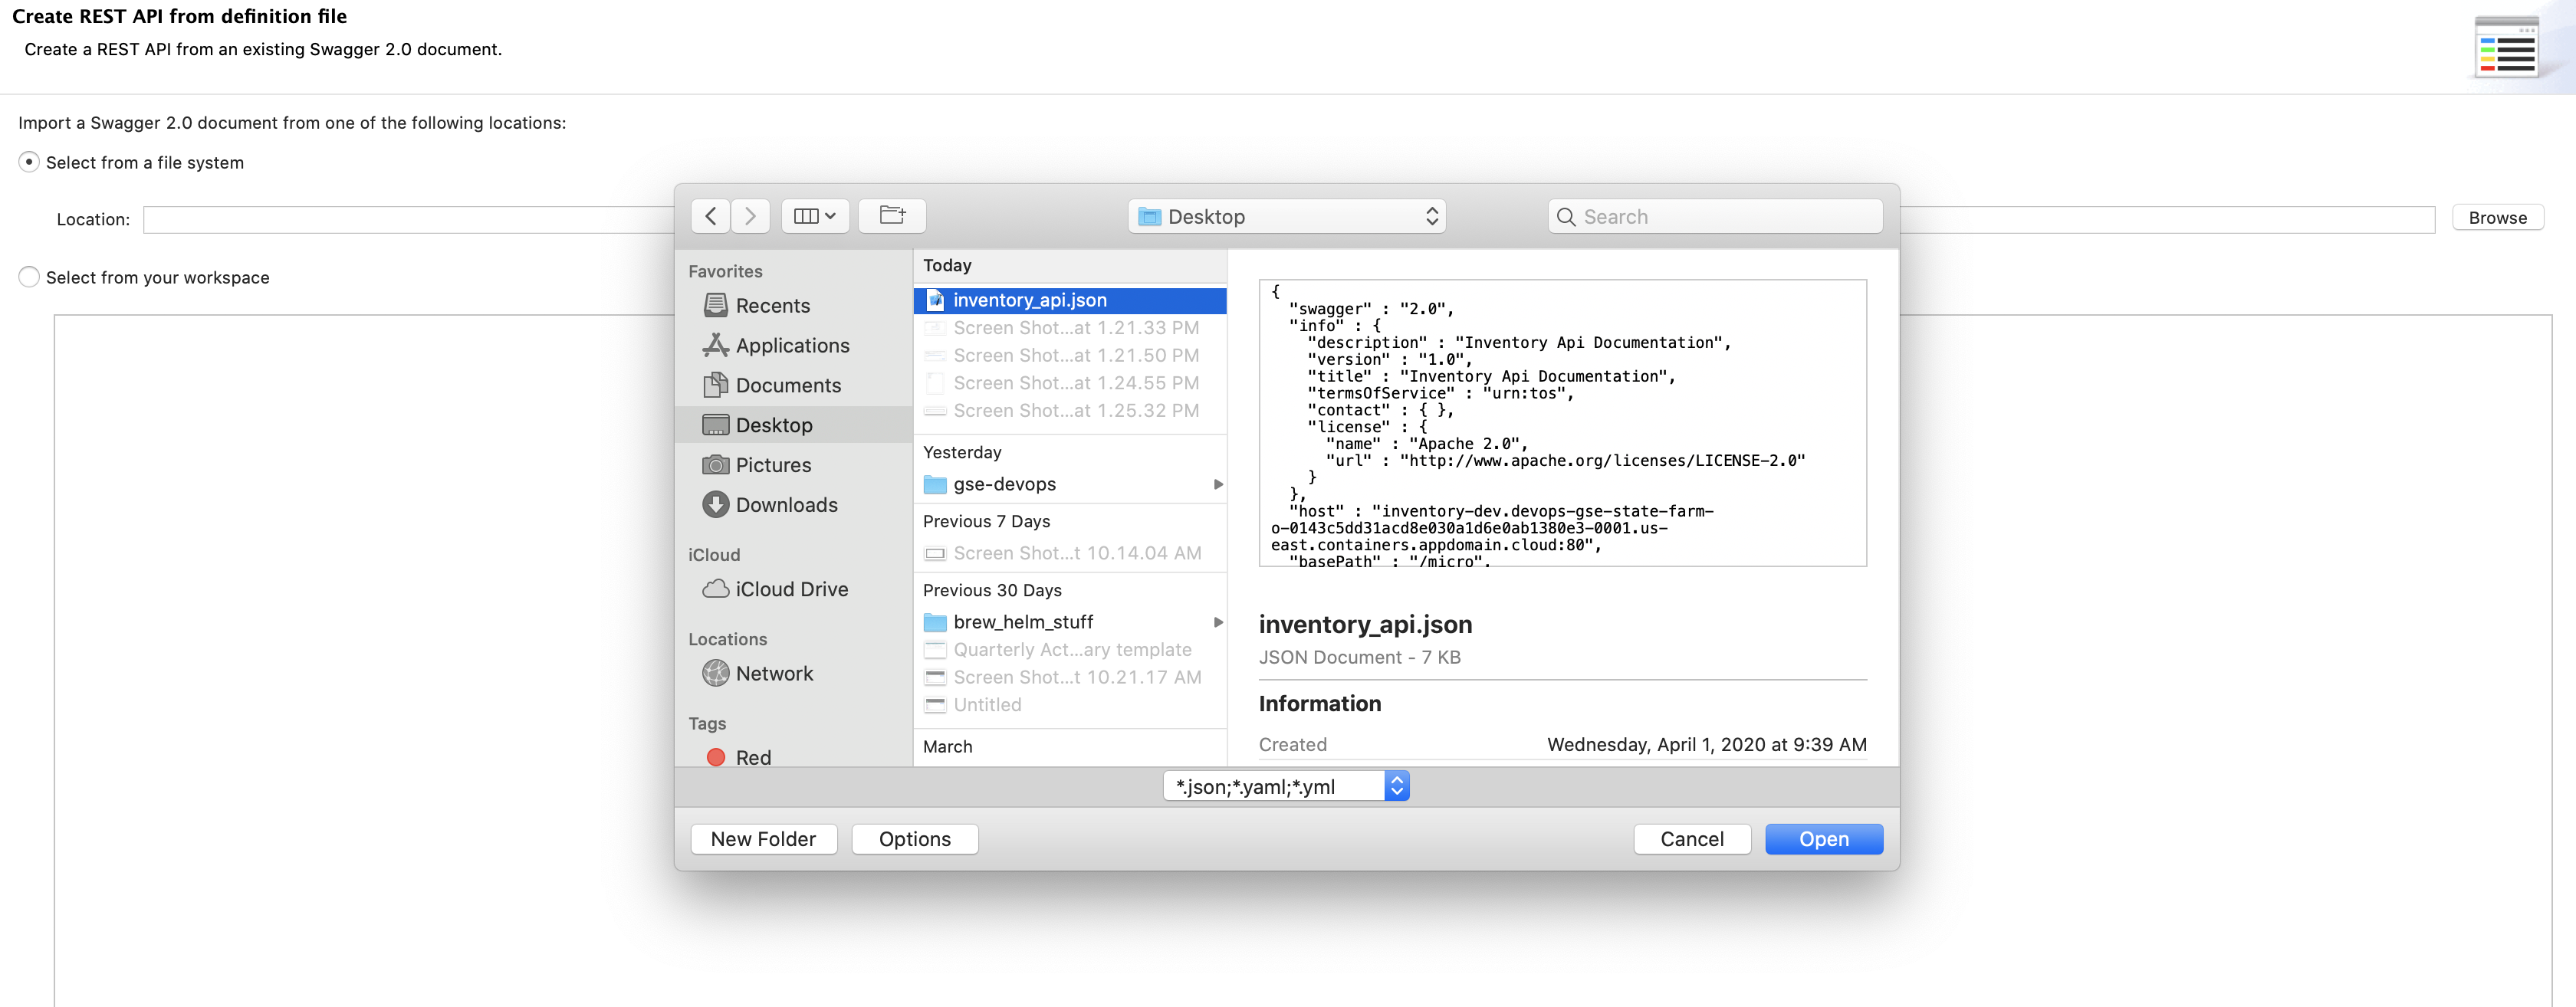 Create REST API from definition file
Create a REST API from an existing Swagger 2.0 document.
Import a Swagger 2.0 document from one of the following locations:
Select from a file system
Location:
Browse
Select from your workspace
Desktop
Search
Favorites
Recents
Applications
Documents
Desktop
Pictures
Downloads
iCloud
iCloud Drive
Locations
Network
Tags
Red
Today
inventory_api.json
Screen Shot...at 1.21.33 PM
Screen Shot...at 1.21.50 PM
Screen Shot...at 1.24.55 PM
Screen Shot...at 1.25.32 PM
Yesterday
gse-devops
Previous 7 Days
Screen Shot...t 10.14.04 AM
Previous 30 Days
brew_helm_stuff
Quarterly Act...ary template
Screen Shot...t 10.21.17 AM
Untitled
March
{
"swagger" : "2.0",
"info" : {
"description" : "Inventory Api Documentation",
"version" : "1.0",
"title" : "Inventory Api Documentation",
"termsOfService" : "urn:tos",
"contact" : { },
"license" : {
"name" : "Apache 2.0",
"url" : "http://www.apache.org/licenses/LICENSE-2.0"
}
},
"host" : "inventory-dev.devops-gse-state-farm-
o-0143c5dd31acd8e030a1d6e0ab1380e3-0001.us-
east.containers.appdomain.cloud:80",
"basePath" : "/micro",
inventory_api.json
JSON Document - 7 KB
Information
Created Wednesday, April 1, 2020 at 9:39 AM
*.json;*.yaml;*.yml
New Folder
Options
Cancel
Open